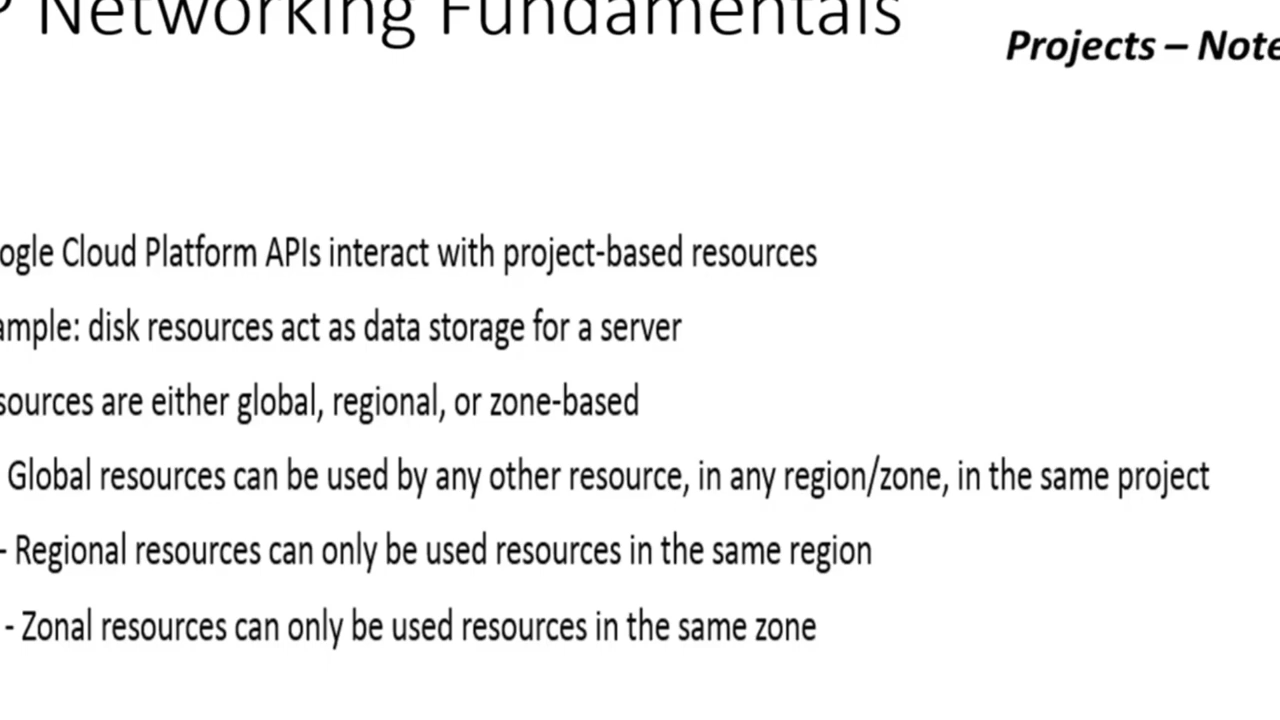 P Networking Fundamentals
Projects – Note
ogle Cloud Platform APIs interact with project-based resources
ample: disk resources act as data storage for a server
sources are either global, regional, or zone-based
Global resources can be used by any other resource, in any region/zone, in the same project
- Regional resources can only be used resources in the same region
- Zonal resources can only be used resources in the same zone